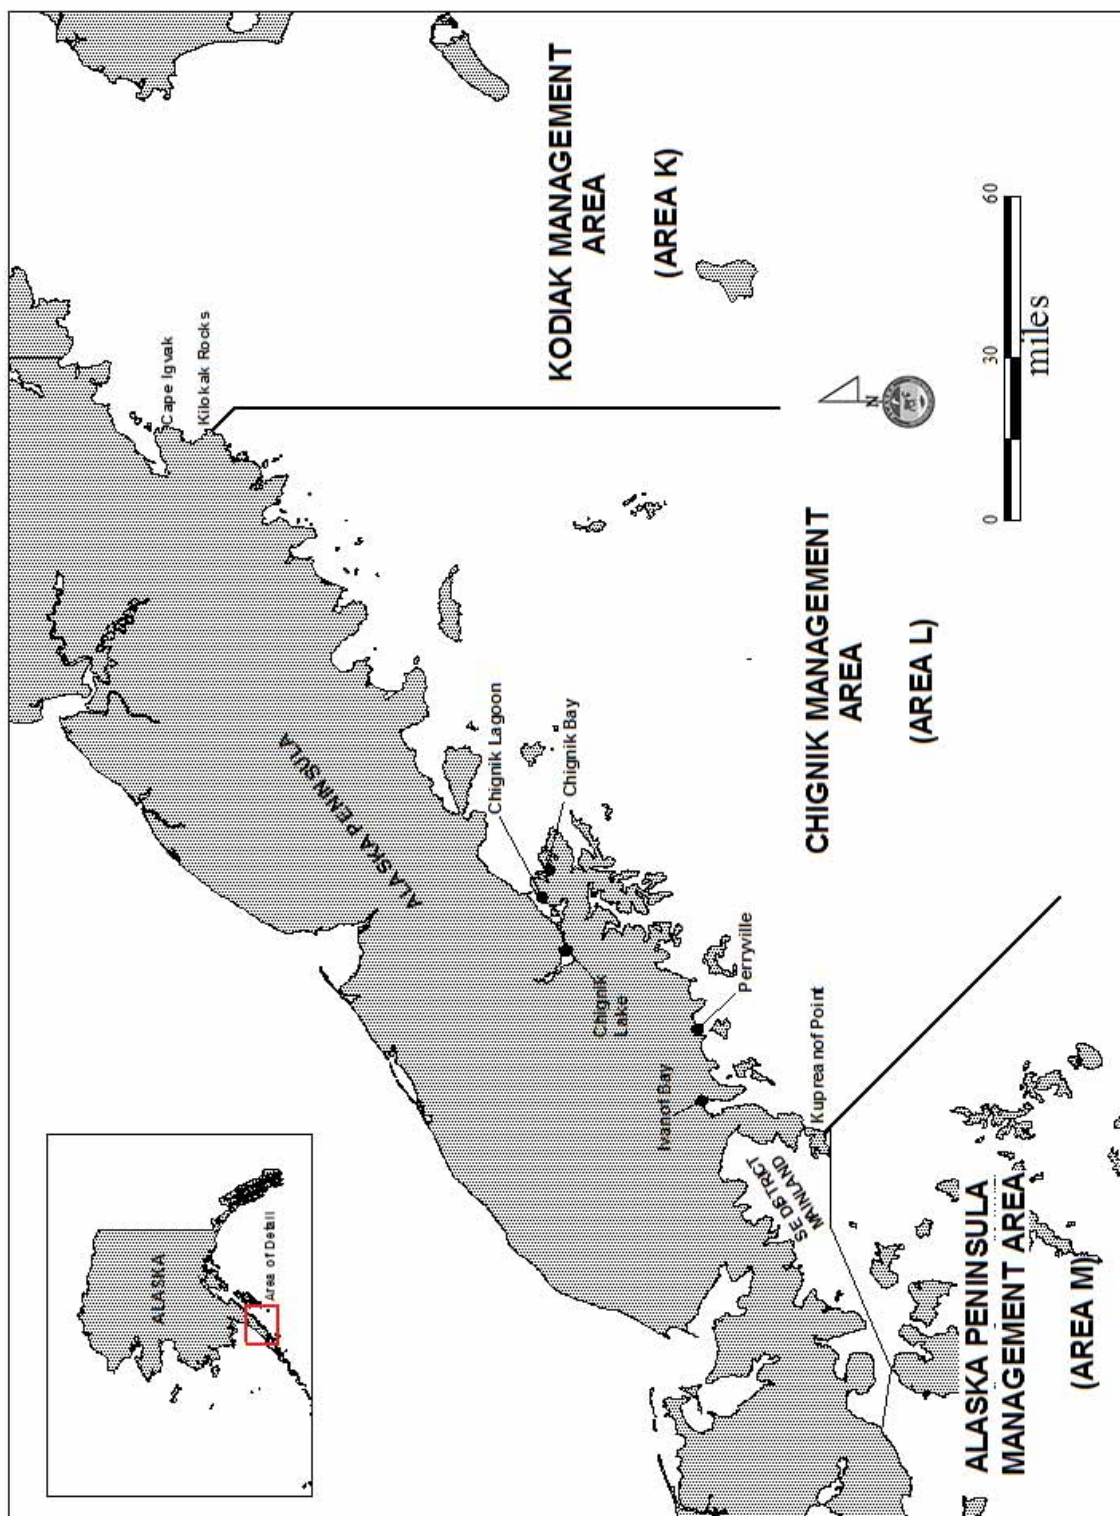 ALASKA
Area of Detail
ALASKA PENINSULA
Cape Igvak
Kilokak Rocks
KODIAK MANAGEMENT
AREA
(AREA K)
Chignik Lagoon
Chignik Bay
Chignik
Lake
Perryville
Ivanof Bay
Kupreanof Point
SE DISTRICT
MAINLAND
CHIGNIK MANAGEMENT
AREA
(AREA L)
ALASKA PENINSULA
MANAGEMENT AREA
(AREA M)
N
0 30 60
miles